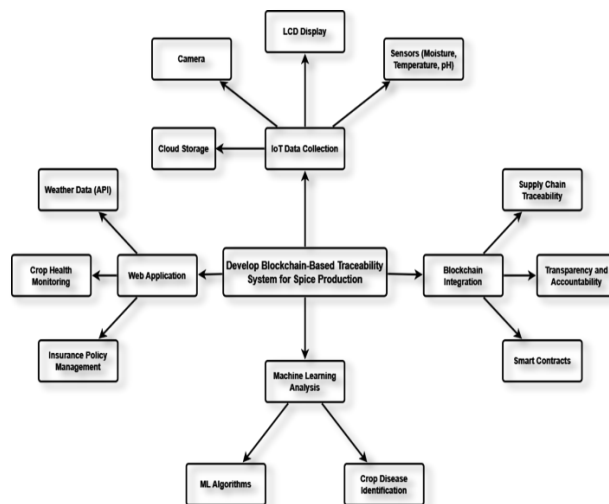 LCD Display
Camera
Sensors (Moisture,
Temperature, pH)
Cloud Storage
IoT Data Collection
Weather Data (API)
Supply Chain
Traceability
Crop Health
Monitoring
Web Application
Develop Blockchain-Based Traceability
System for Spice Production
Blockchain
Integration
Transparency and
Accountability
Insurance Policy
Management
Smart Contracts
Machine Learning
Analysis
ML Algorithms
Crop Disease
Identification